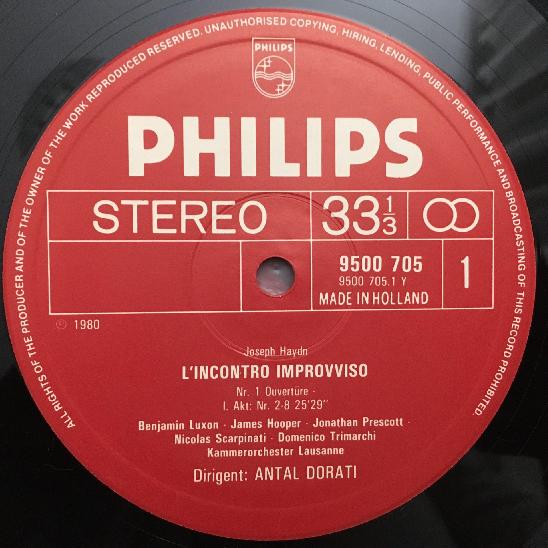 ALL RIGHTS OF THE PRODUCER AND OF THE OWNER OF THE WORK REPRODUCED RESERVED. UNAUTHORISED COPYING, HIRING, LENDING, PUBLIC PERFORMANCE AND BROADCASTING OF THIS RECORD PROHIBITED.
PHILIPS
PHILIPS
STEREO 33 1/3
9500 705 1
9500 705.1 Y
MADE IN HOLLAND
℗ 1980
Joseph Haydn
L'INCONTRO IMPROVVISO
Nr. 1 Ouvertüre -
I. Akt: Nr. 2-8 25'29"
Benjamin Luxon · James Hooper · Jonathan Prescott ·
Nicolas Scarpinati · Domenico Trimarchi
Kammerorchester Lausanne
Dirigent: ANTAL DORATI